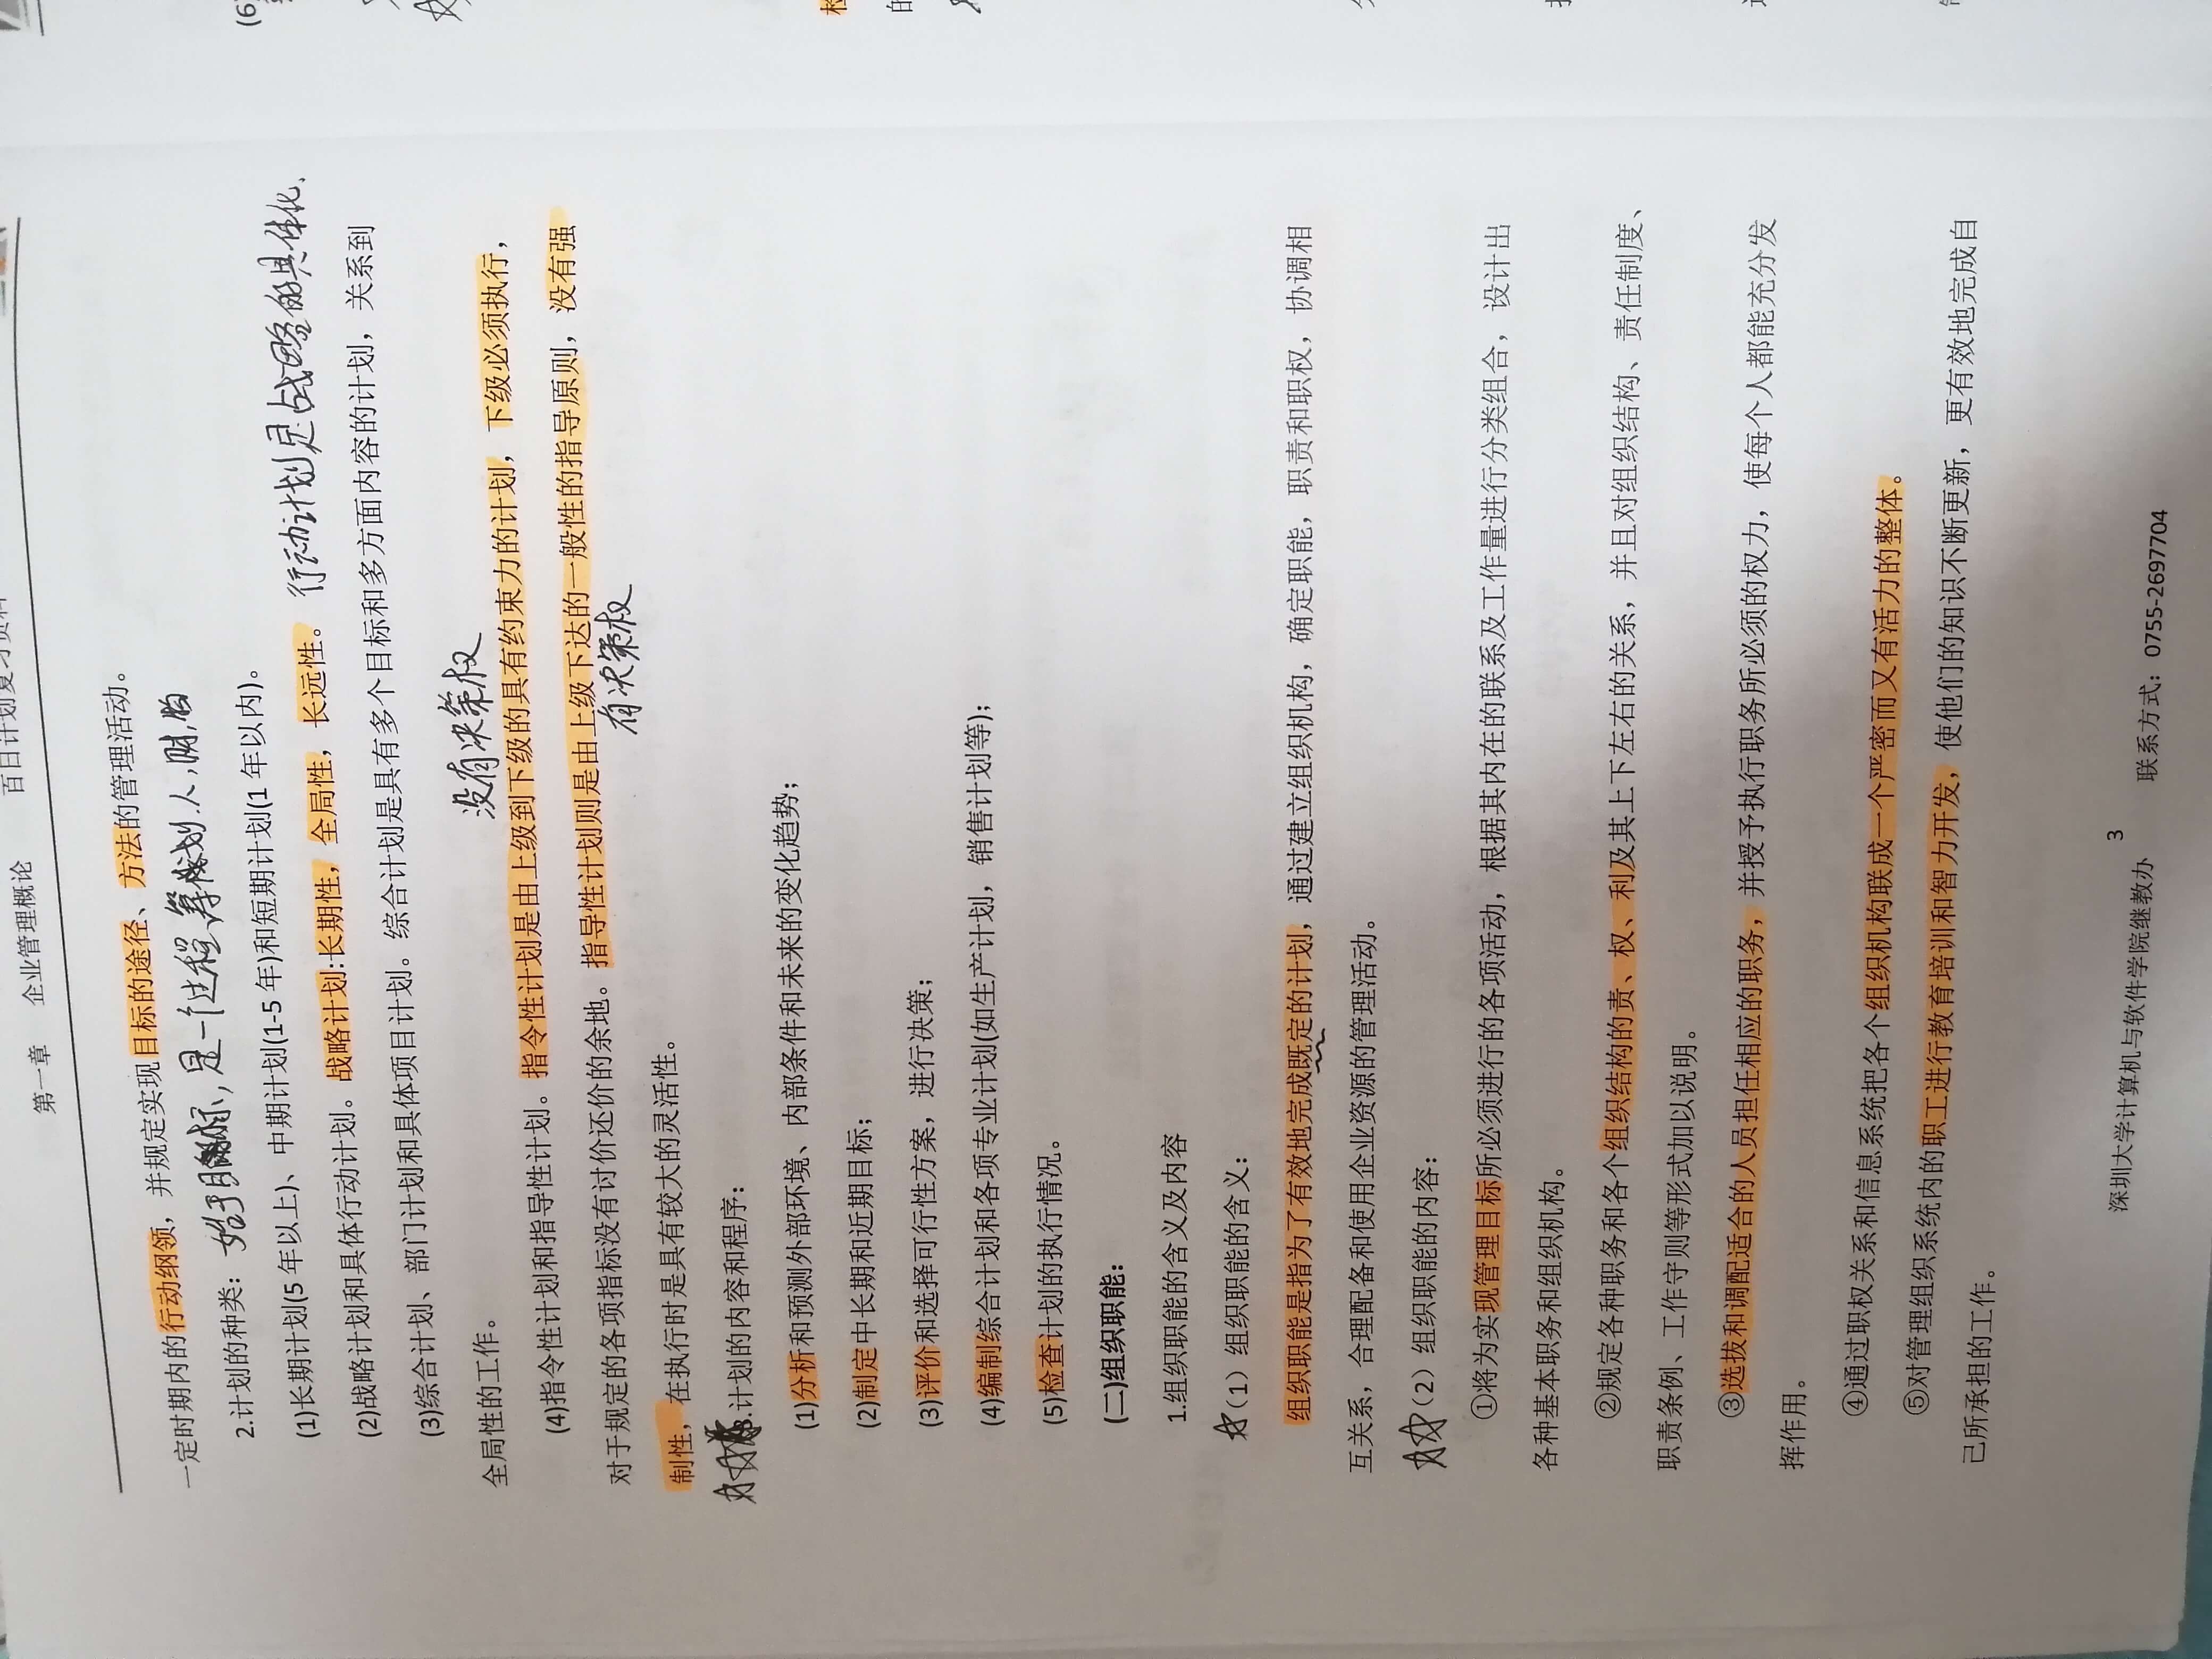 第一章 企业管理概论 百日计划复习资料
一定时期内的行动纲领，并规定实现目标的途径、方法的管理活动。
2.计划的种类：始于目标，是一个过程，筹划人，财，物
(1)长期计划(5 年以上)、中期计划(1-5 年)和短期计划(1 年以内)。
(2)战略计划和具体行动计划。战略计划:长期性，全局性，长远性。行动计划是战略的具体化、
(3)综合计划、部门计划和具体项目计划。综合计划是具有多个目标和多方面内容的计划，关系到
全局性的工作。
没有决策权
(4)指令性计划和指导性计划。指令性计划是由上级到下级的具有约束力的计划，下级必须执行，
对于规定的各项指标没有讨价还价的余地。指导性计划则是由上级下达的一般性的指导原则，没有强
有决策权
制性，在执行时是具有较大的灵活性。
3.计划的内容和程序：
(1)分析和预测外部环境、内部条件和未来的变化趋势；
(2)制定中长期和近期目标；
(3)评价和选择可行性方案，进行决策；
(4)编制综合计划和各项专业计划(如生产计划，销售计划等)；
(5)检查计划的执行情况。
(二)组织职能：
1.组织职能的含义及内容
（1）组织职能的含义：
组织职能是指为了有效地完成既定的计划，通过建立组织机构，确定职能，职责和职权，协调相
互关系，合理配备和使用企业资源的管理活动。
（2）组织职能的内容：
①将为实现管理目标所必须进行的各项活动，根据其内在的联系及工作量进行分类组合，设计出
各种基本职务和组织机构。
②规定各种职务和各个组织结构的责、权、利及其上下左右的关系，并且对组织结构、责任制度、
职责条例、工作守则等形式加以说明。
③选拔和调配适合的人员担任相应的职务，并授予执行职务所必须的权力，使每个人都能充分发
挥作用。
④通过职权关系和信息系统把各个组织机构联成一个严密而又有活力的整体。
⑤对管理组织系统内的职工进行教育培训和智力开发，使他们的知识不断更新，更有效地完成自
己所承担的工作。
3
深圳大学计算机与软件学院继教办 联系方式：0755-2697704